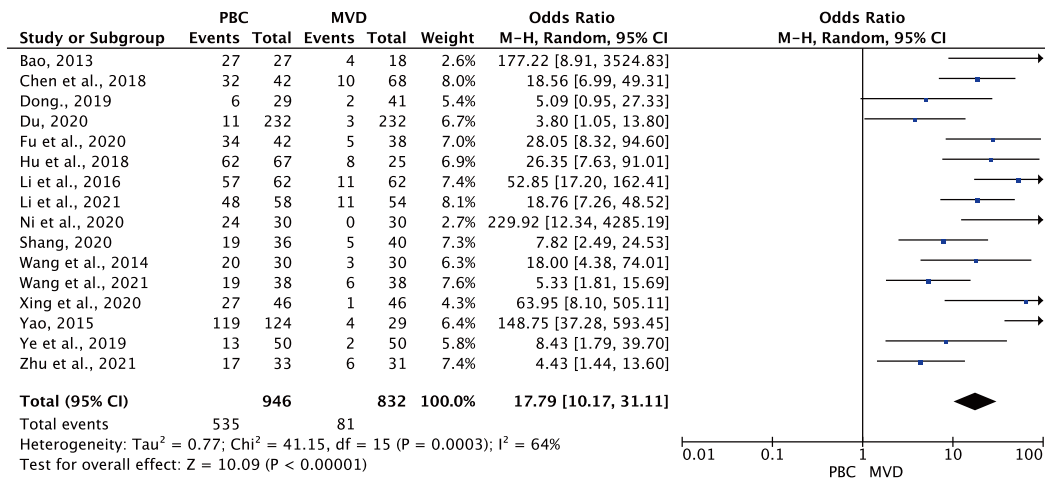 PBC MVD Odds Ratio Odds Ratio
Study or Subgroup Events Total Events Total Weight M-H, Random, 95% CI M-H, Random, 95% CI
Bao, 2013 27 27 4 18 2.6% 177.22 [8.91, 3524.83]
Chen et al., 2018 32 42 10 68 8.0% 18.56 [6.99, 49.31]
Dong., 2019 6 29 2 41 5.4% 5.09 [0.95, 27.33]
Du, 2020 11 232 3 232 6.7% 3.80 [1.05, 13.80]
Fu et al., 2020 34 42 5 38 7.0% 28.05 [8.32, 94.60]
Hu et al., 2018 62 67 8 25 6.9% 26.35 [7.63, 91.01]
Li et al., 2016 57 62 11 62 7.4% 52.85 [17.20, 162.41]
Li et al., 2021 48 58 11 54 8.1% 18.76 [7.26, 48.52]
Ni et al., 2020 24 30 0 30 2.7% 229.92 [12.34, 4285.19]
Shang, 2020 19 36 5 40 7.3% 7.82 [2.49, 24.53]
Wang et al., 2014 20 30 3 30 6.3% 18.00 [4.38, 74.01]
Wang et al., 2021 19 38 6 38 7.6% 5.33 [1.81, 15.69]
Xing et al., 2020 27 46 1 46 4.3% 63.95 [8.10, 505.11]
Yao, 2015 119 124 4 29 6.4% 148.75 [37.28, 593.45]
Ye et al., 2019 13 50 2 50 5.8% 8.43 [1.79, 39.70]
Zhu et al., 2021 17 33 6 31 7.4% 4.43 [1.44, 13.60]
Total (95% CI) 946 832 100.0% 17.79 [10.17, 31.11]
Total events 535 81
Heterogeneity: Tau² = 0.77; Chi² = 41.15, df = 15 (P = 0.0003); I² = 64%
Test for overall effect: Z = 10.09 (P < 0.00001)
0.01 0.1 1 10 100
PBC MVD